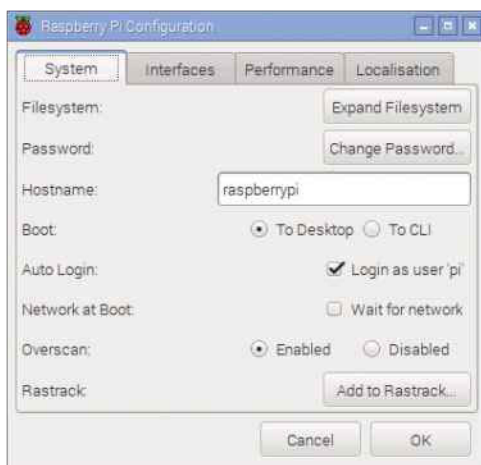 Raspberry Pi Configuration
System Interfaces Performance Localisation
Filesystem: Expand Filesystem
Password: Change Password...
Hostname: raspberrypi
Boot: To Desktop To CLI
Auto Login: Login as user 'pi'
Network at Boot: Wait for network
Overscan: Enabled Disabled
Rastrack: Add to Rastrack...
Cancel OK